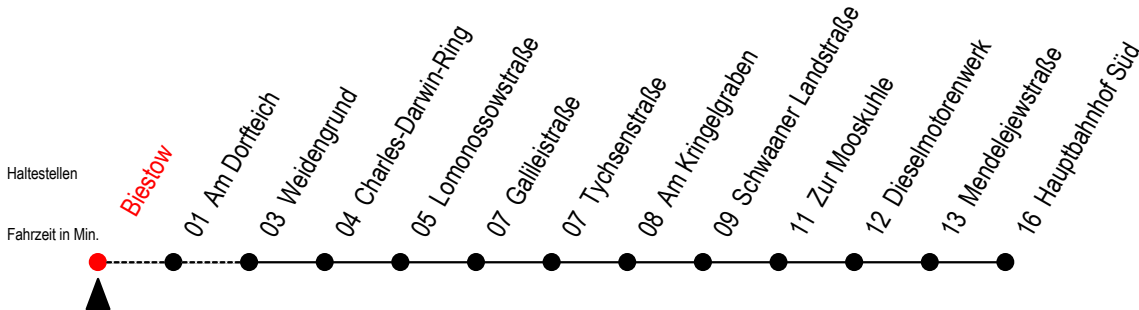 Haltestellen
Fahrzeit in Min.
Biestow
01 Am Dorfteich
03 Weidengrund
04 Charles-Darwin-Ring
05 Lomonossowstraße
07 Galileistraße
07 Tychsenstraße
08 Am Kringelgraben
09 Schwaaner Landstraße
11 Zur Mooskuhle
12 Dieselmotorenwerk
13 Mendelejewstraße
16 Hauptbahnhof Süd